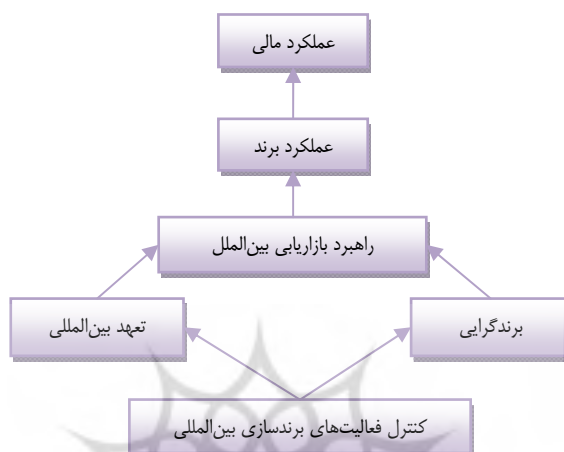 عملکرد مالی
عملکرد برند
راهبرد بازاریابی بین‌الملل
برندگرایی
تعهد بین‌المللی
کنترل فعالیت‌های برندسازی بین‌المللی